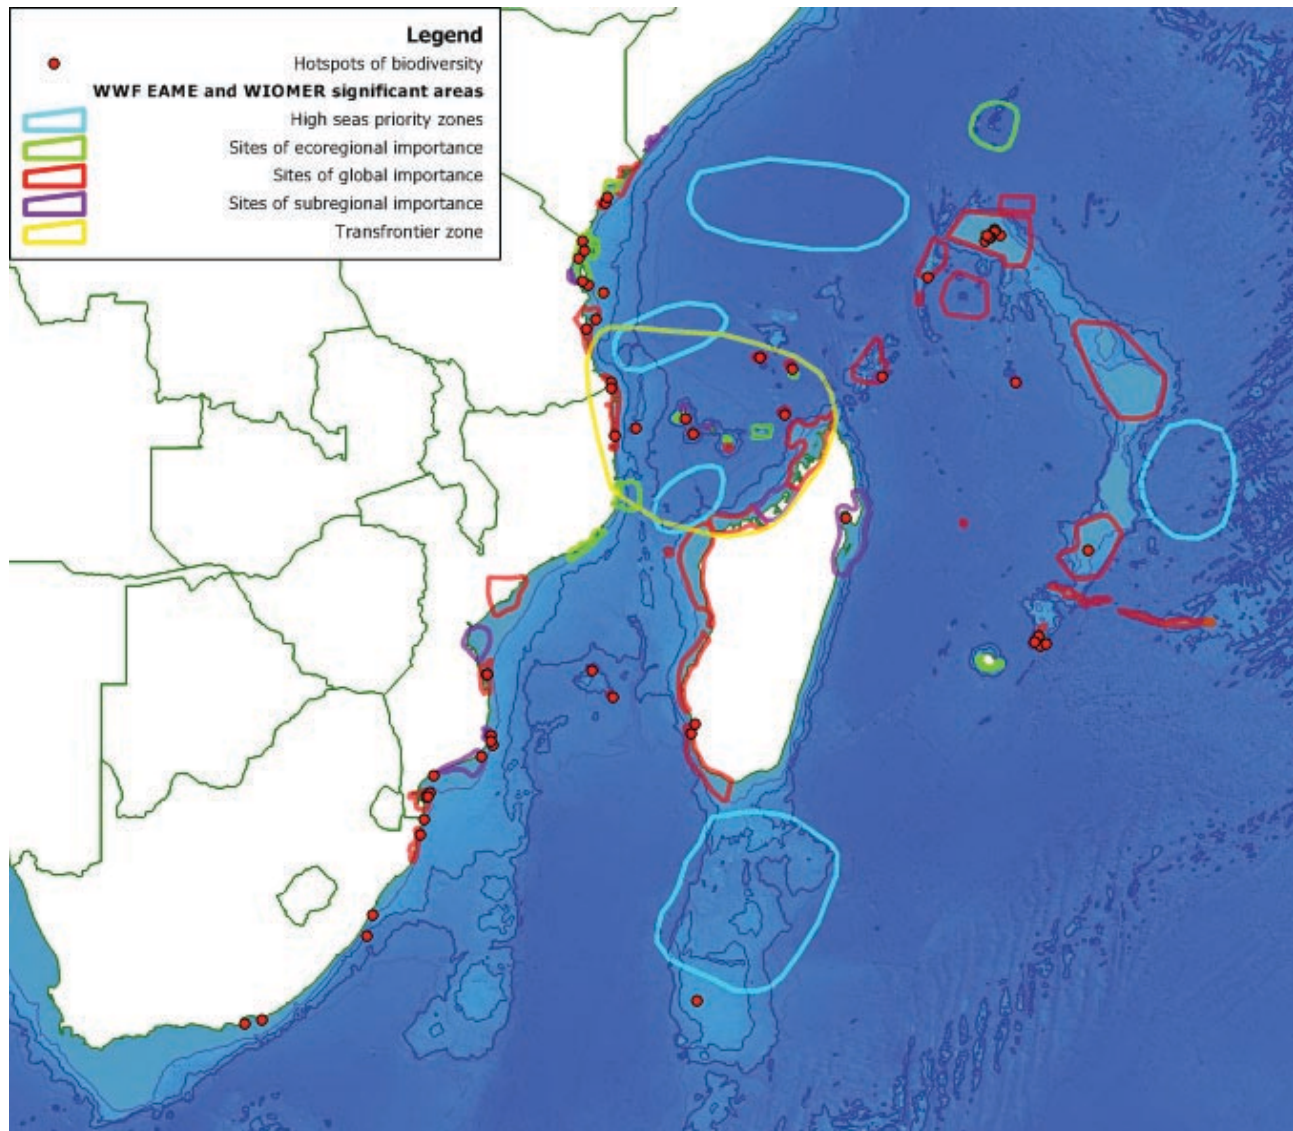 Legend
Hotspots of biodiversity
WWF EAME and WIOMER significant areas
High seas priority zones
Sites of ecoregional importance
Sites of global importance
Sites of subregional importance
Transfrontier zone